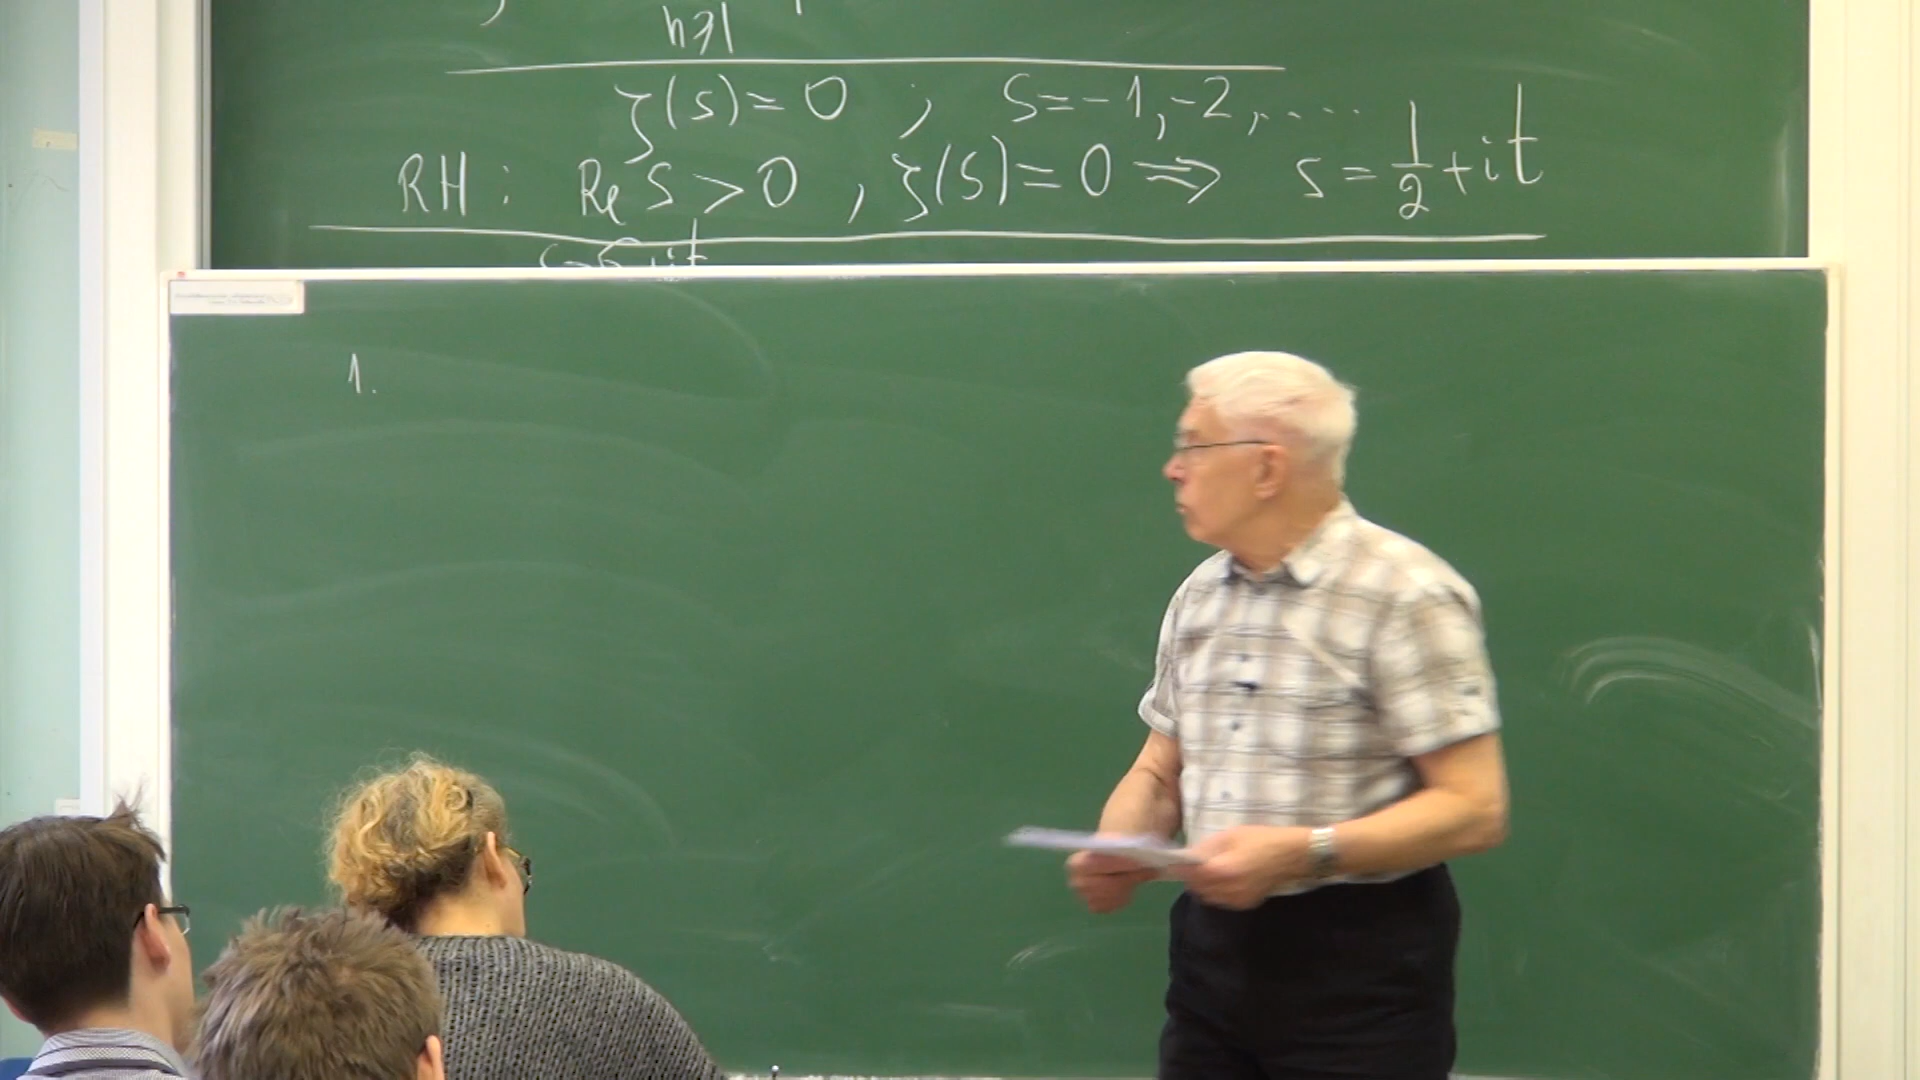 n≥1
ζ(s)=0 ; s=-1,-2,....
RH: Re s>0, ζ(s)=0 ⇒ s=1/2+it
1.